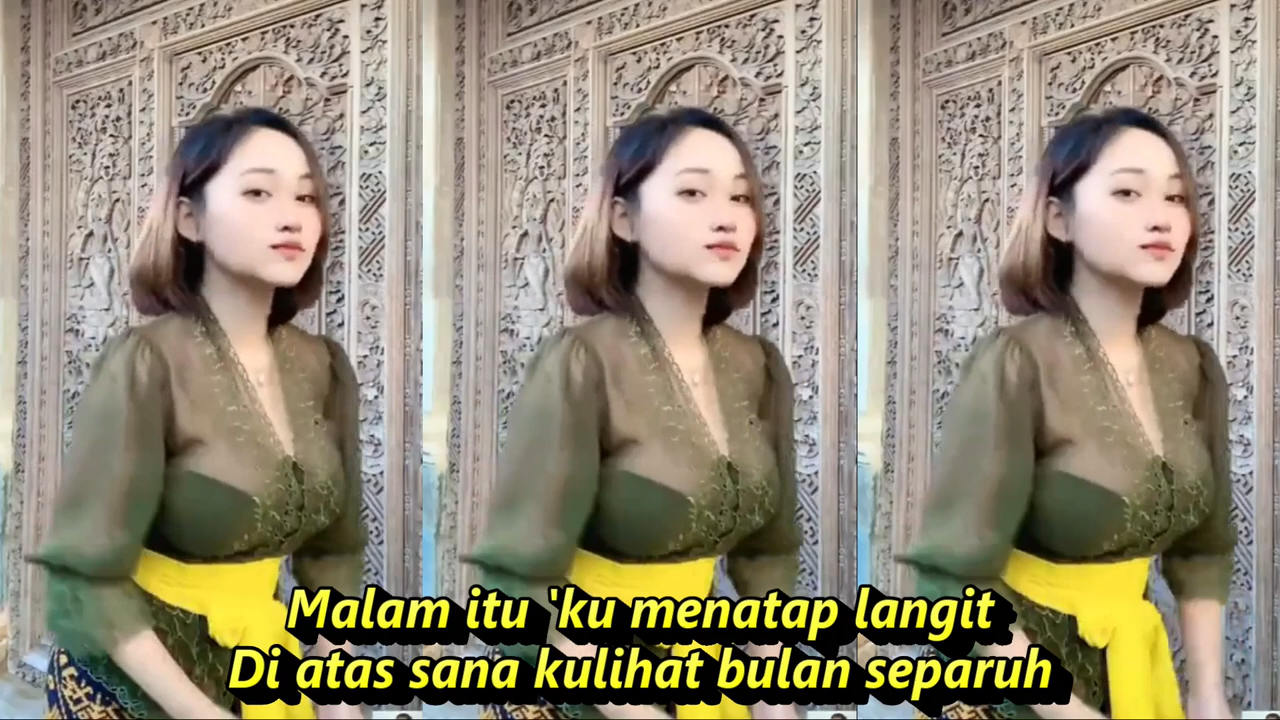 Malam itu 'ku menatap langit
Di atas sana kulihat bulan separuh